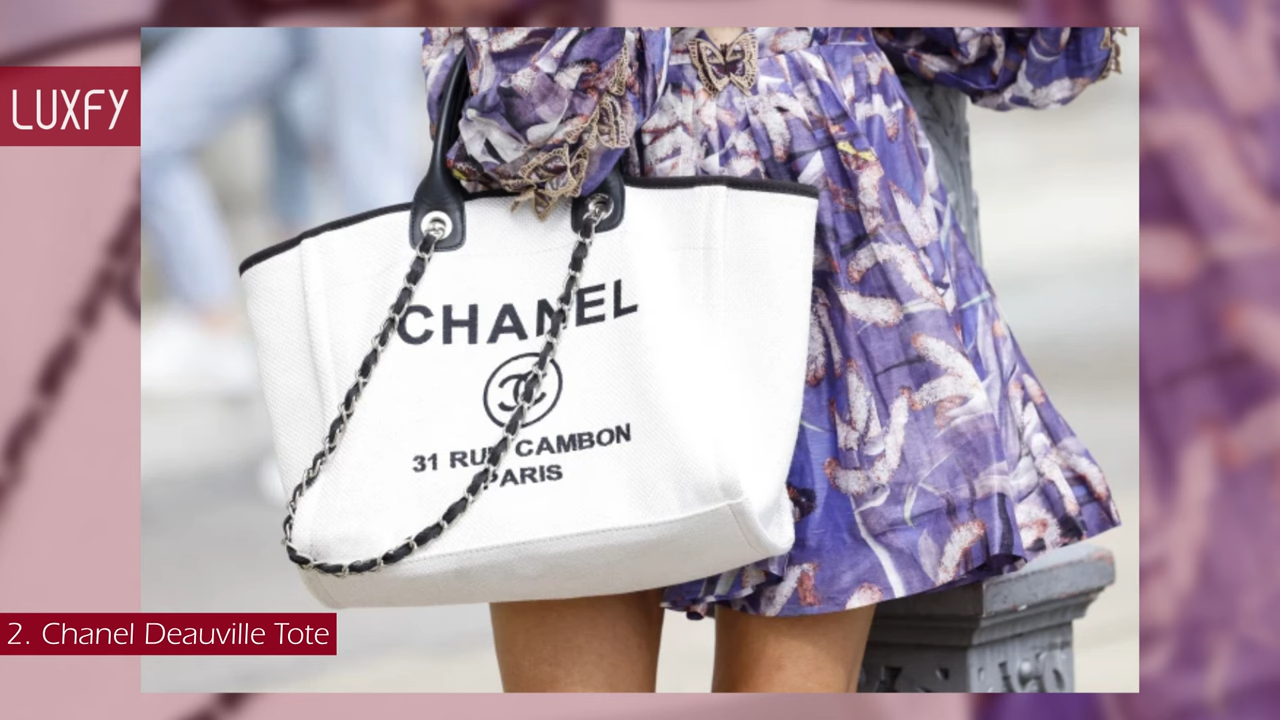 LUXFY
CHANEL
31 RUE CAMBON
PARIS
2. Chanel Deauville Tote